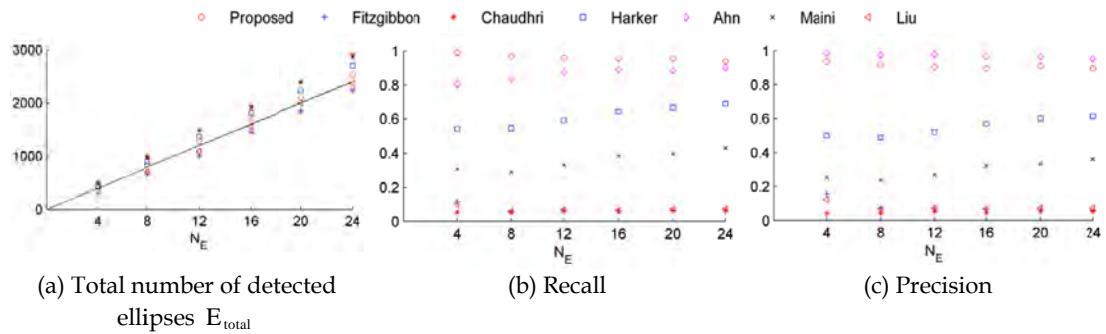 Proposed Fitzgibbon Chaudhri Harker Ahn Maini Liu
3000
2000
1000
0
4 8 12 16 20 24
N_E
1
0.8
0.6
0.4
0.2
0
4 8 12 16 20 24
N_E
1
0.8
0.6
0.4
0.2
0
4 8 12 16 20 24
N_E
(a) Total number of detected
ellipses E_total
(b) Recall
(c) Precision